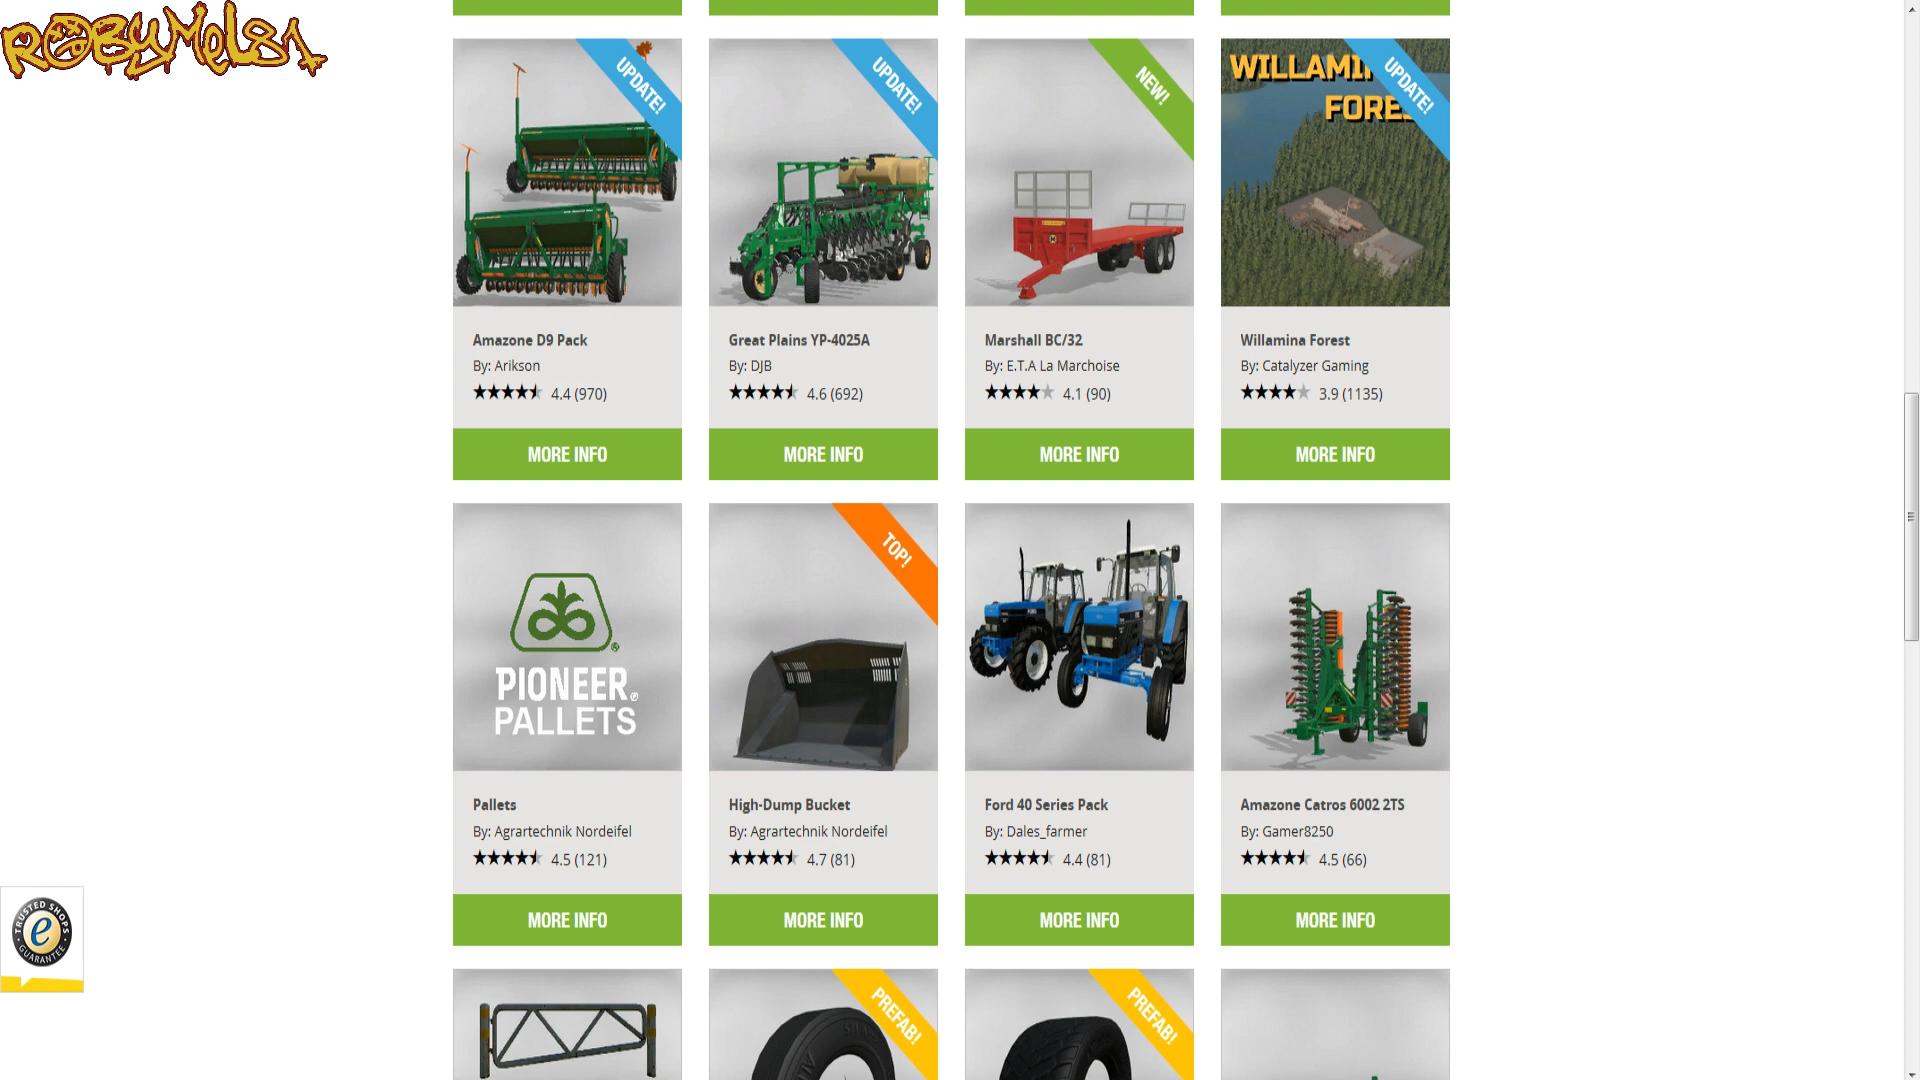 RobyMel81
UPDATE!
UPDATE!
NEW!
WILLAMI
FORE
UPDATE!
Amazone D9 Pack
By: Arikson
4.4 (970)
MORE INFO
Great Plains YP-4025A
By: DJB
4.6 (692)
MORE INFO
Marshall BC/32
By: E.T.A La Marchoise
4.1 (90)
MORE INFO
Willamina Forest
By: Catalyzer Gaming
3.9 (1135)
MORE INFO
PIONEER®
PALLETS
TOP!
Pallets
By: Agrartechnik Nordeifel
4.5 (121)
MORE INFO
High-Dump Bucket
By: Agrartechnik Nordeifel
4.7 (81)
MORE INFO
Ford 40 Series Pack
By: Dales_farmer
4.4 (81)
MORE INFO
Amazone Catros 6002 2TS
By: Gamer8250
4.5 (66)
MORE INFO
TRUSTED SHOPS
e
GUARANTEE
PREFAB!
PREFAB!